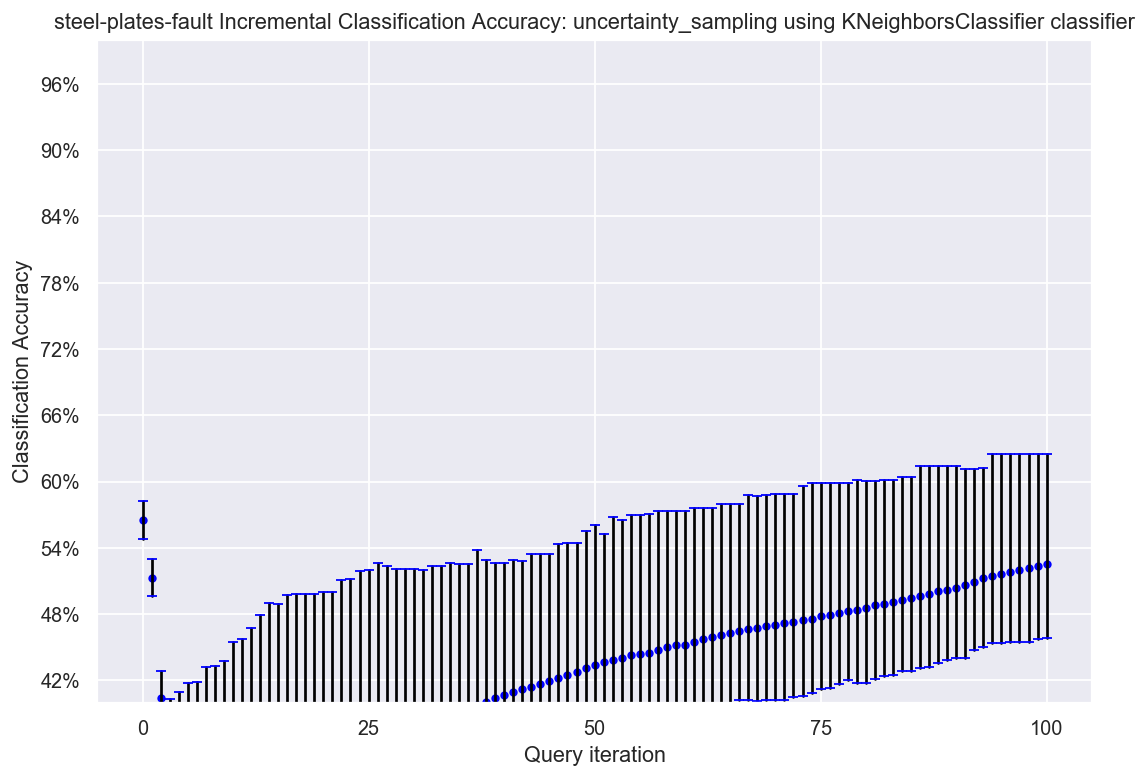 steel-plates-fault Incremental Classification Accuracy: uncertainty_sampling using KNeighborsClassifier classifier
96%
90%
84%
78%
72%
66%
60%
54%
48%
42%
Classification Accuracy
0 25 50 75 100
Query iteration